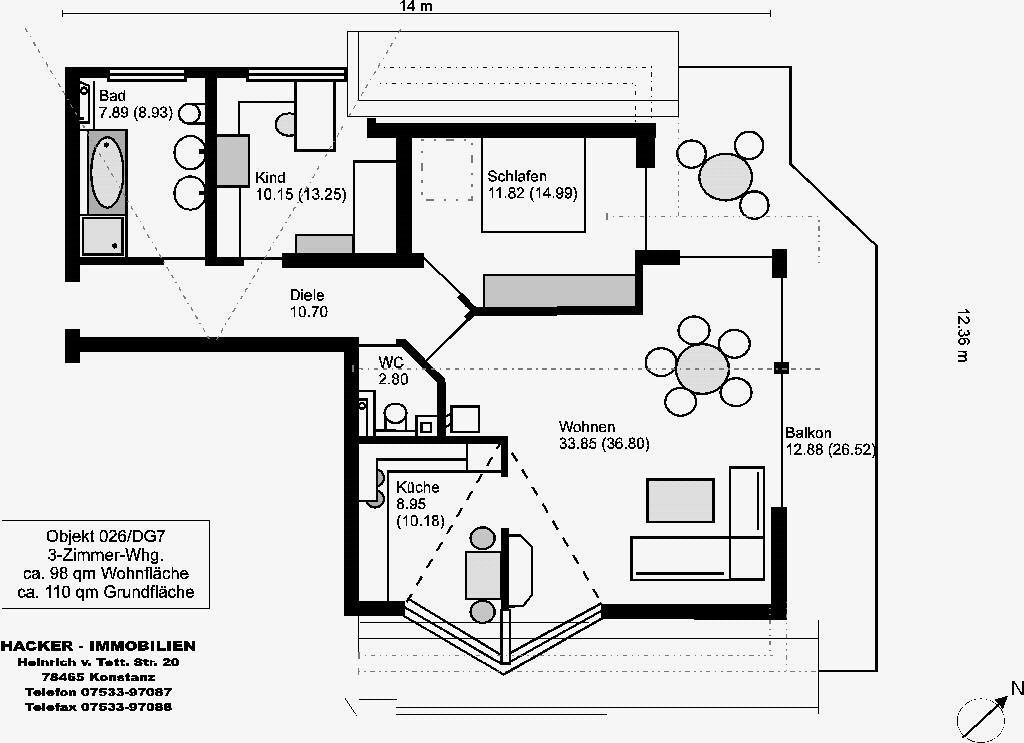 14 m
Bad
7.89 (8.93)
Kind
10.15 (13.25)
Schlafen
11.82 (14.99)
Diele
10.70
12.36 m
WC
2.80
Wohnen
33.85 (36.80)
Balkon
12.88 (26.52)
Küche
8.95
(10.18)
Objekt 026/DG7
3-Zimmer-Whg.
ca. 98 qm Wohnfläche
ca. 110 qm Grundfläche
HACKER - IMMOBILIEN
Heinrich v. Tett. Str. 20
78465 Konstanz
Telefon 07533-97087
Telefax 07533-97088
N